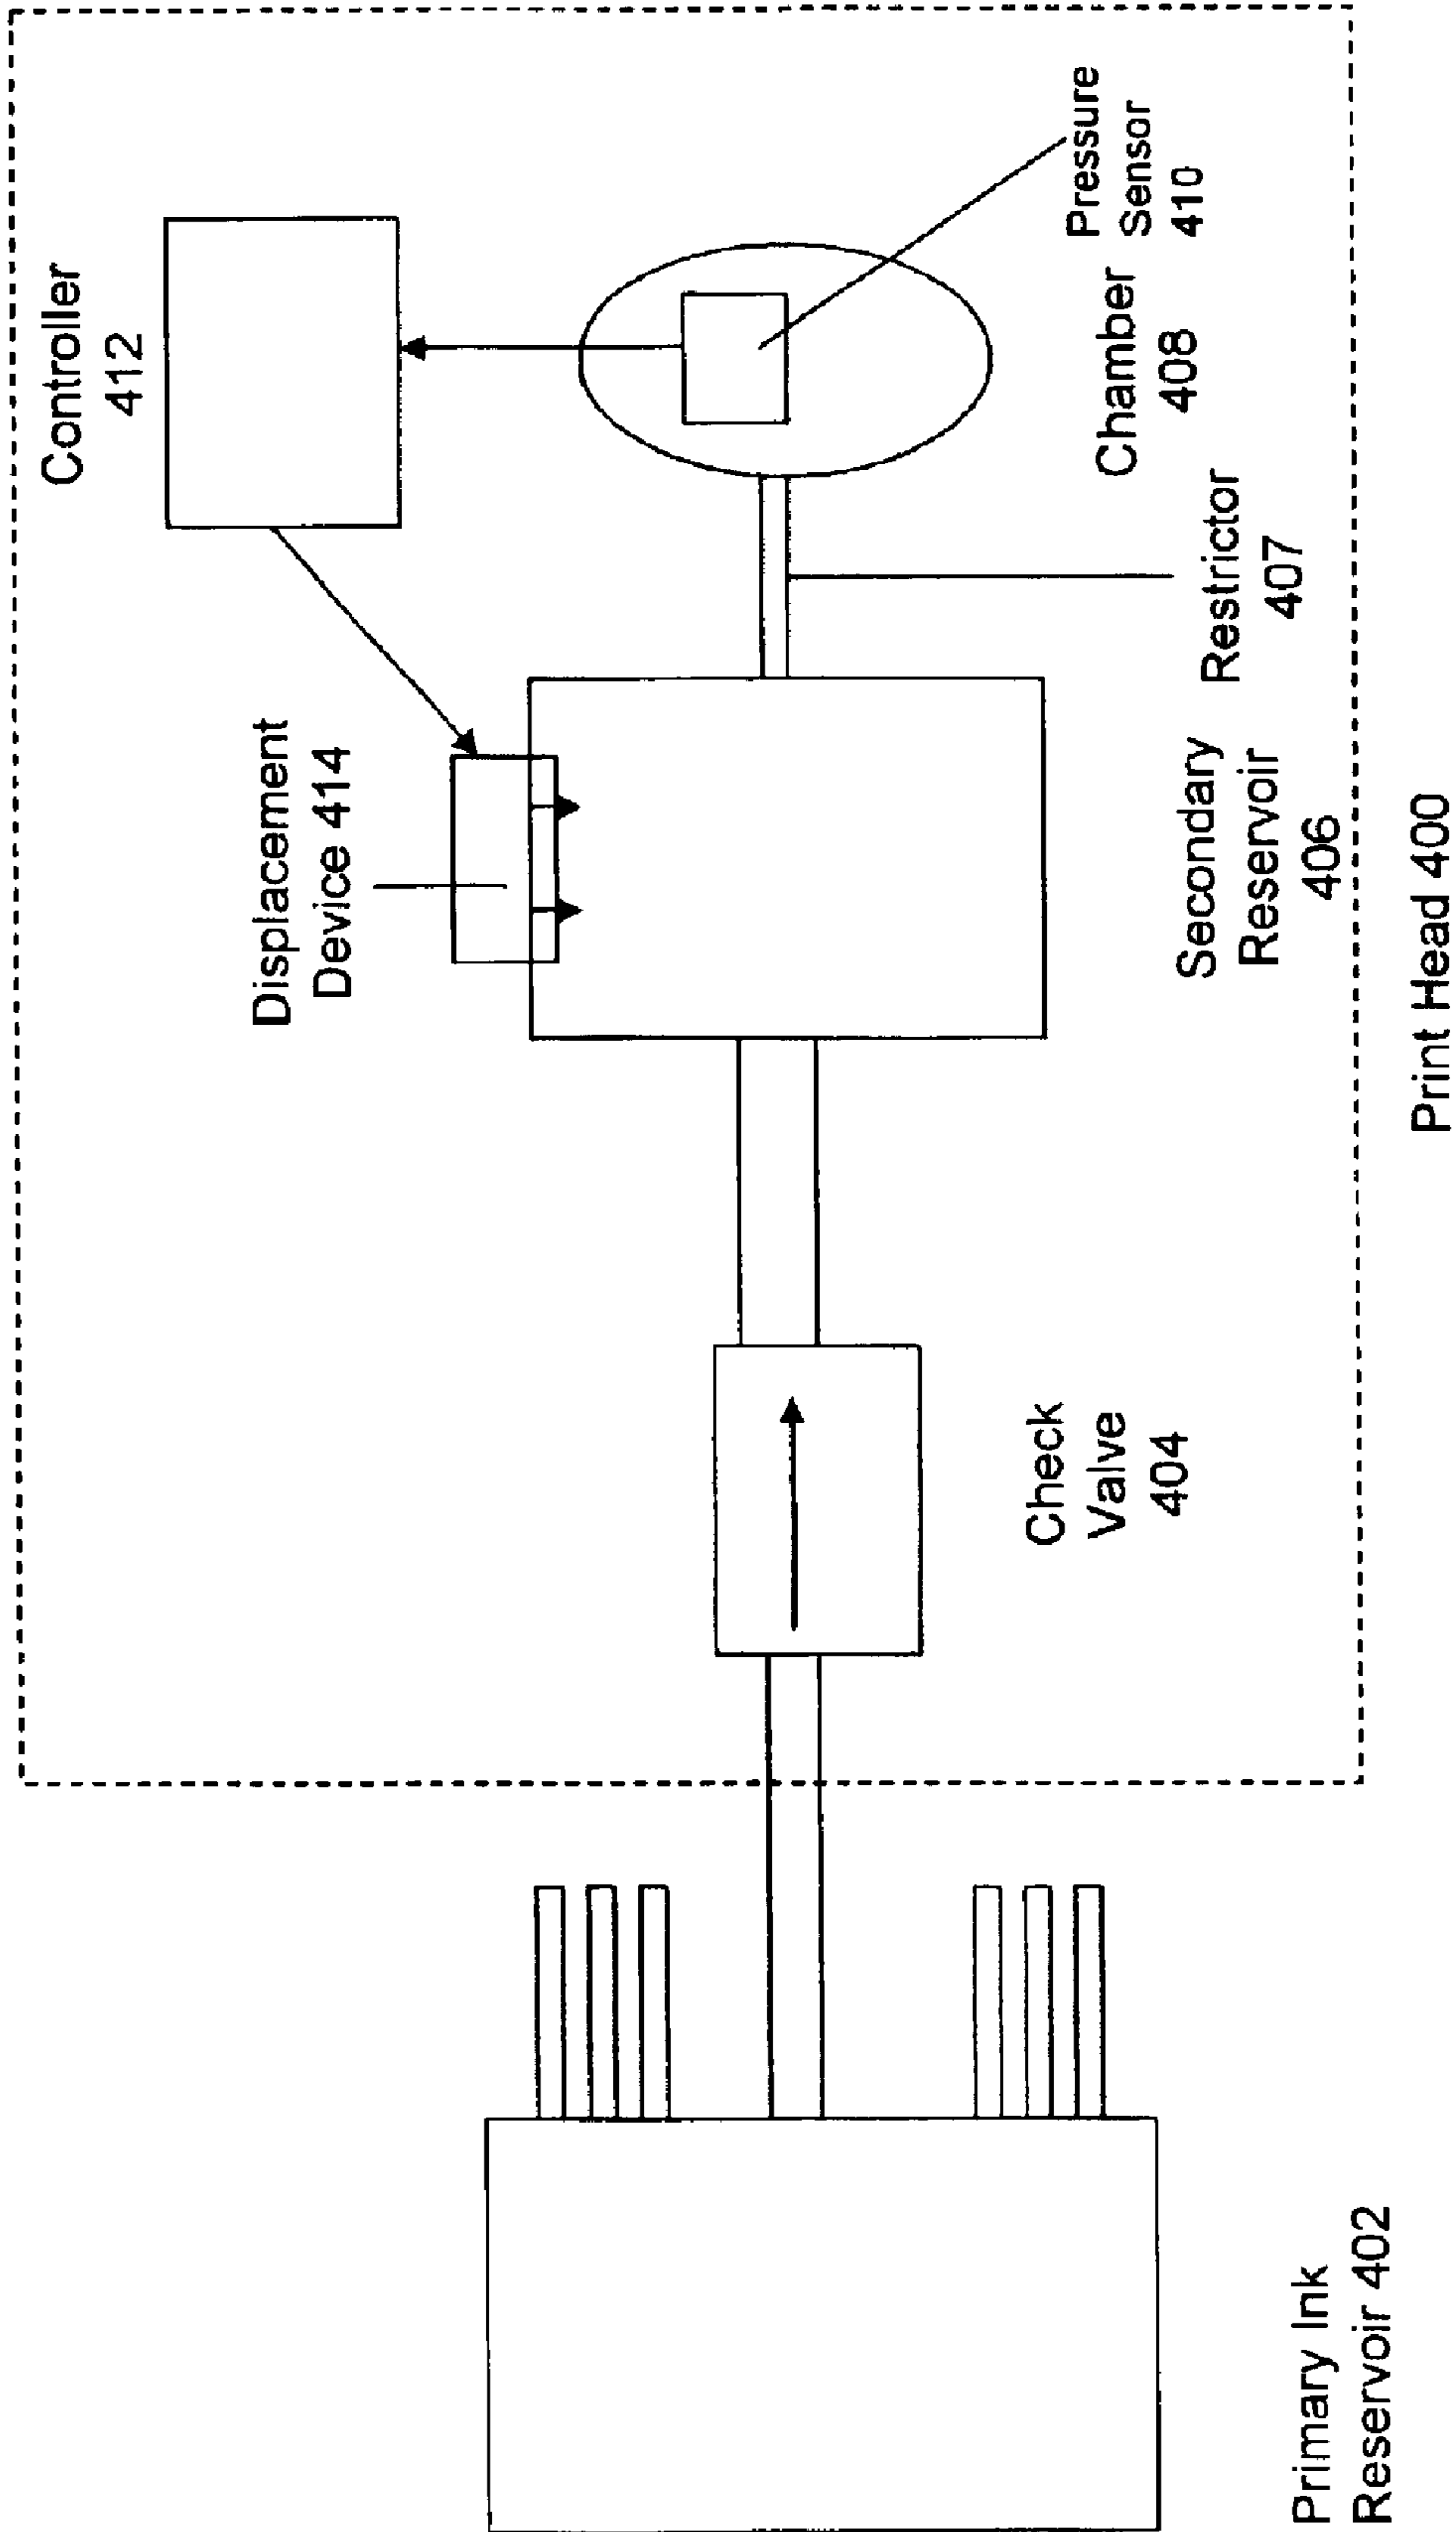 Controller
412
Displacement
Device 414
Pressure
Sensor
410
Chamber
408
Restrictor
407
Secondary
Reservoir
406
Check
Valve
404
Primary Ink
Reservoir 402
Print Head 400